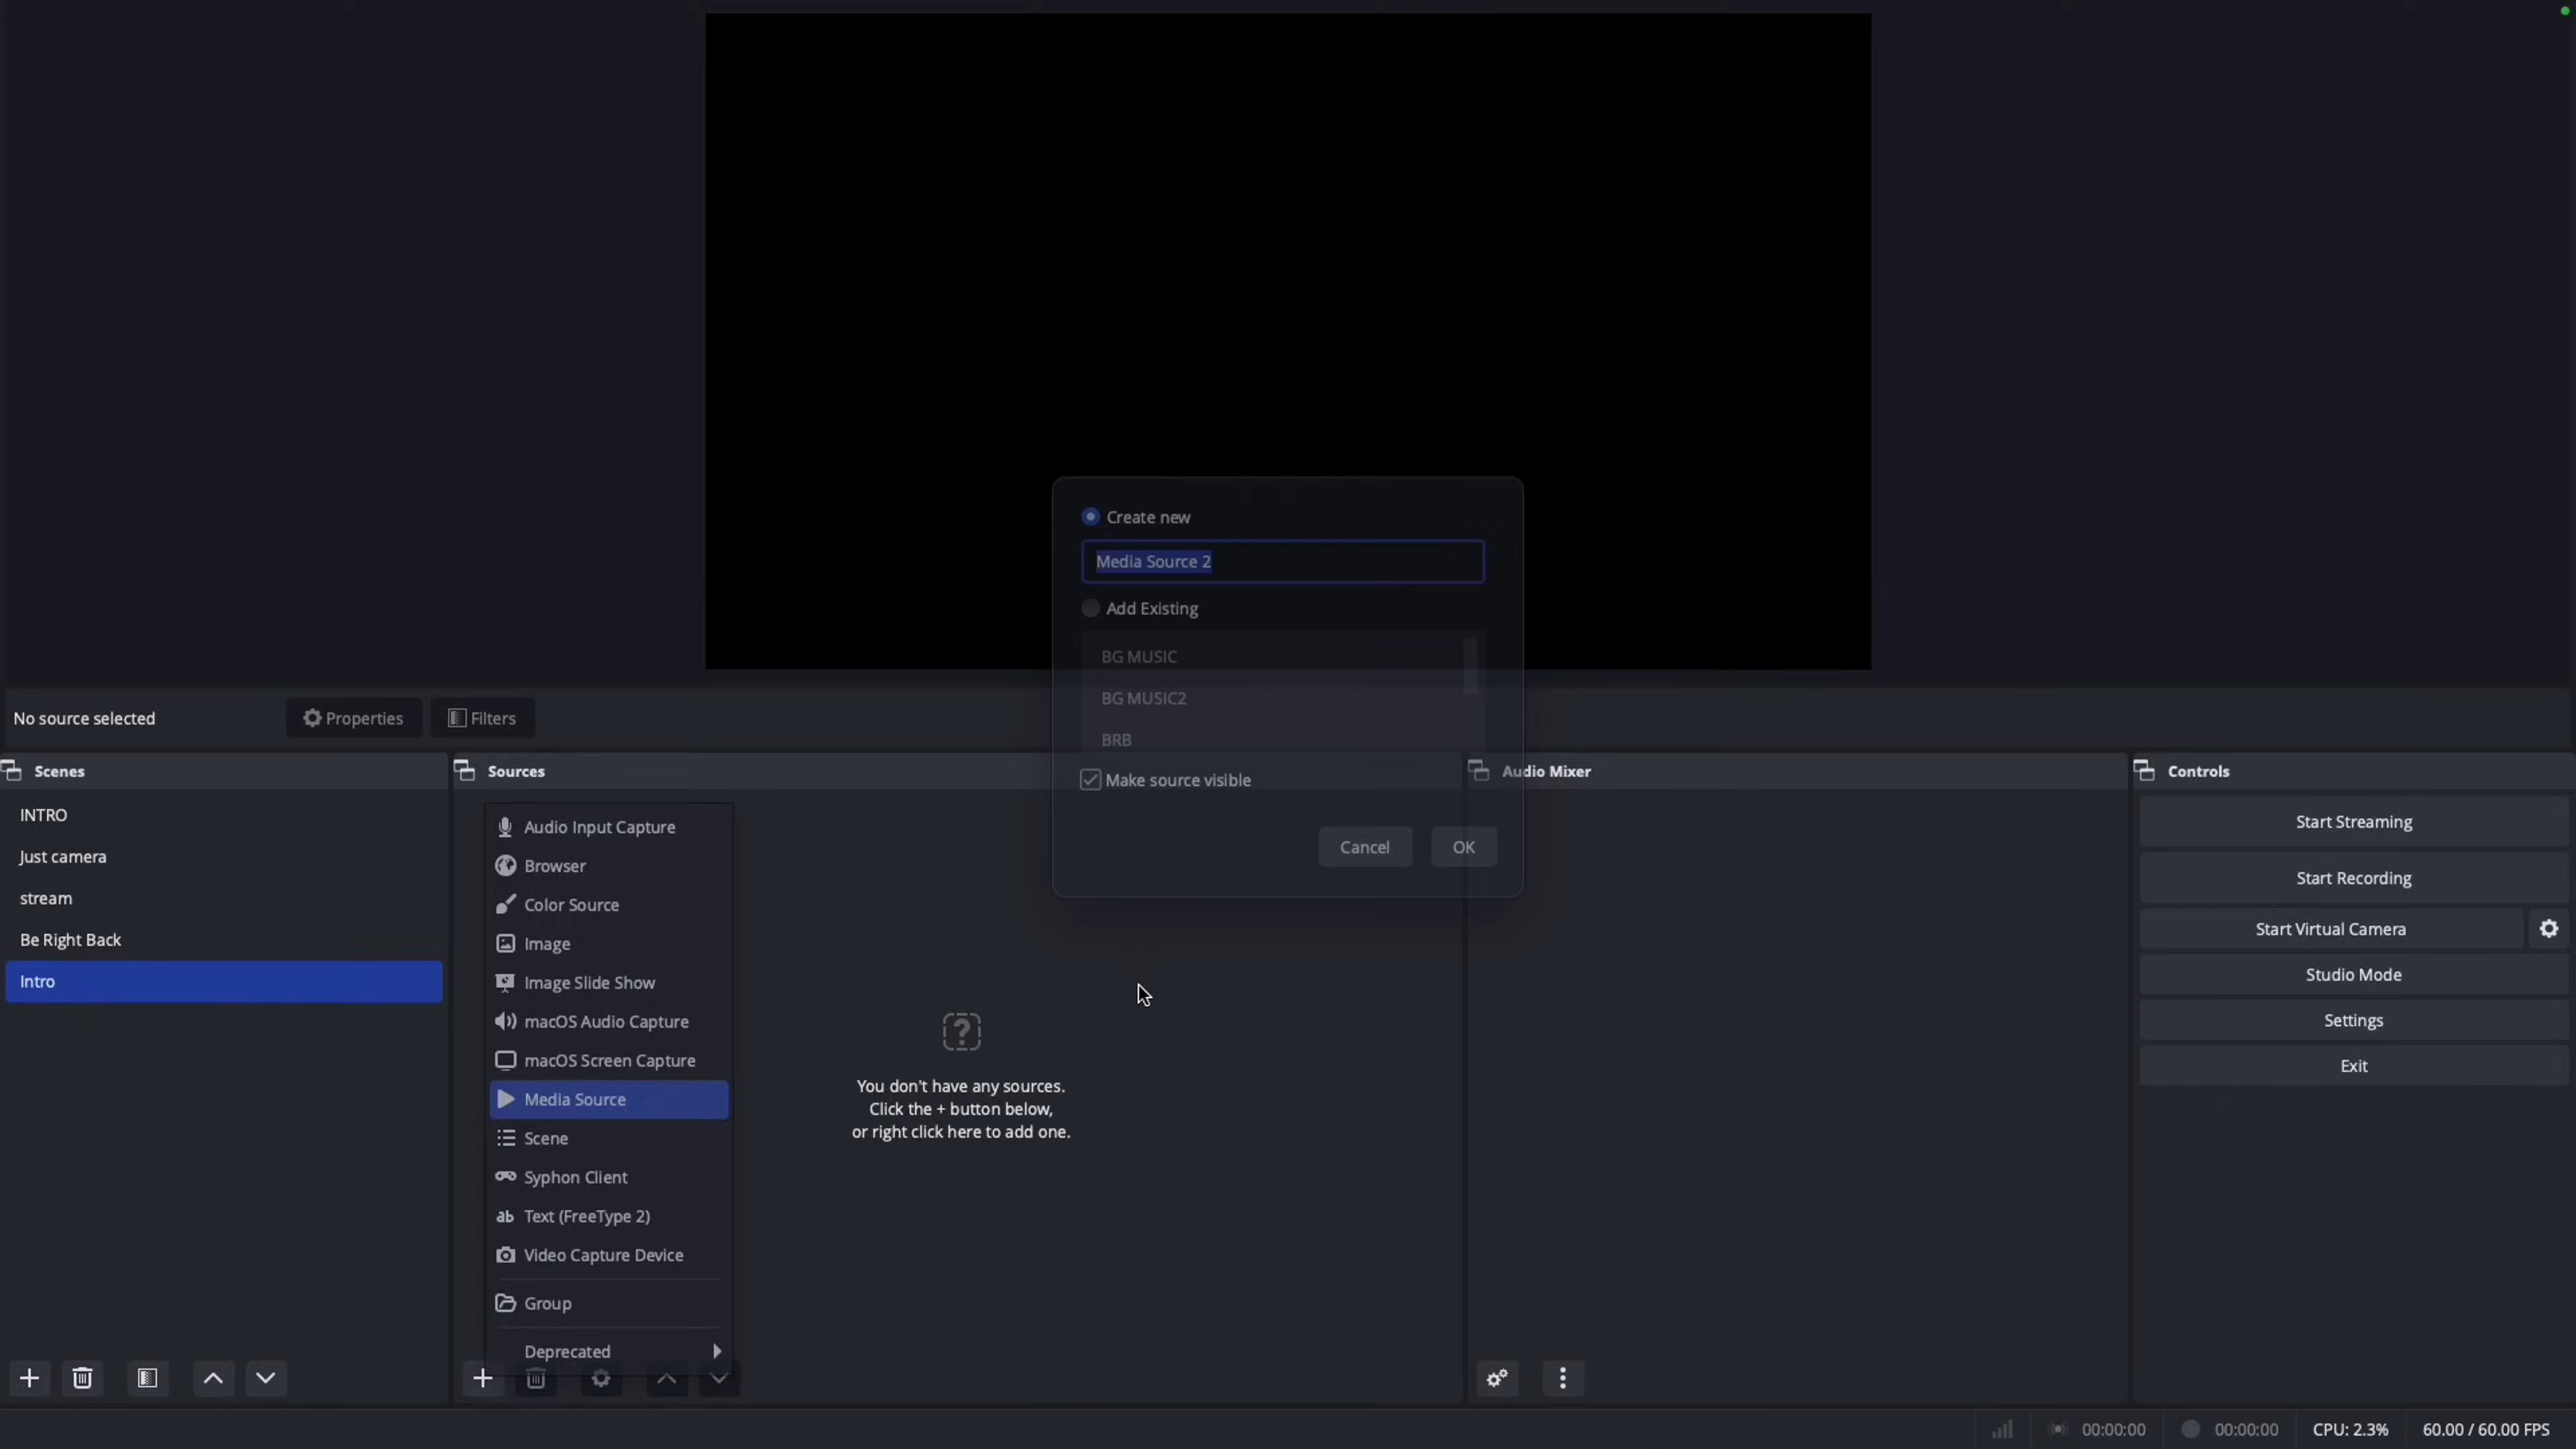 Create new
Media Source 2
Add Existing
BG MUSIC
BG MUSIC2
BRB
Make source visible
Cancel
OK
No source selected
Properties
Filters
Scenes
INTRO
Just camera
stream
Be Right Back
Intro
Sources
Audio Input Capture
Browser
Color Source
Image
Image Slide Show
macOS Audio Capture
macOS Screen Capture
Media Source
Scene
Syphon Client
ab Text (FreeType 2)
Video Capture Device
Group
Deprecated
You don't have any sources.
Click the + button below,
or right click here to add one.
Audio Mixer
Controls
Start Streaming
Start Recording
Start Virtual Camera
Studio Mode
Settings
Exit
00:00:00
00:00:00
CPU: 2.3%
60.00 / 60.00 FPS